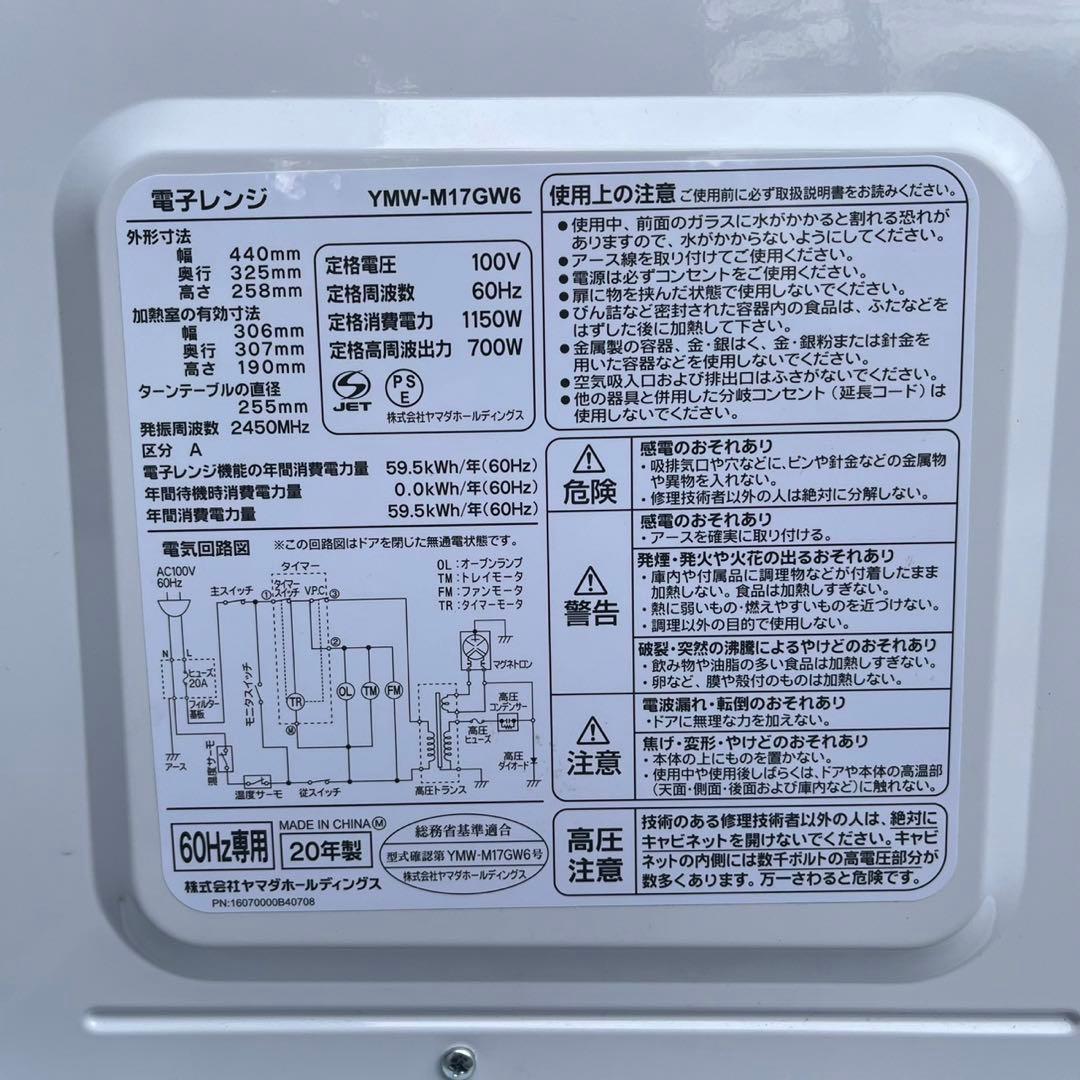 電子レンジ YMW-M17GW6
外形寸法
幅 440mm
奥行 325mm
高さ 258mm
加熱室の有効寸法
幅 306mm
奥行 307mm
高さ 190mm
ターンテーブルの直径
255mm
発振周波数 2450MHz
区分 A
定格電圧 100V
定格周波数 60Hz
定格消費電力 1150W
定格高周波出力 700W
S JET PS E
株式会社ヤマダホールディングス
電子レンジ機能の年間消費電力量 59.5kWh/年(60Hz)
年間待機時消費電力量 0.0kWh/年(60Hz)
年間消費電力量 59.5kWh/年(60Hz)
電気回路図 ※この回路図はドアを閉じた無通電状態です。
AC100V
60Hz
主スイッチ
タイマー
タイマー
スイッチ
V.P.C.
①
③
②
OL:オーブンランプ
TM:トレイモータ
FM:ファンモータ
TR:タイマーモータ
N L
ヒューズ
20A
フィルター
基板
モニタスイッチ
TR
M
OL TM FM
マグネトロン
高圧
コンデンサー
高圧
ヒューズ
高圧
ダイオード
アース
温度サーモ
温度サーモ
従スイッチ
高圧トランス
60Hz専用
MADE IN CHINA Ⓜ
20年製
総務省基準適合
型式確認第YMW-M17GW6号
株式会社ヤマダホールディングス
株式会社ヤマダホールディングス
PN:16070000B40708
使用上の注意 ご使用前に必ず取扱説明書をお読みください。
●使用中、前面のガラスに水がかかると割れる恐れが
ありますので、水がかからないようにしてください。
●アース線を取り付けてご使用ください。
●電源は必ずコンセントをご使用ください。
●扉に物を挟んだ状態で使用しないでください。
●びん詰など密封された容器内の食品は、ふたなどを
はずした後に加熱して下さい。
●金属製の容器、金・銀はく、金・銀粉または針金を
用いた容器などを使用しないでください。
●空気吸入口および排出口はふさがないでください。
●他の器具と併用した分岐コンセント(延長コード)は
使用しないでください。
危険
感電のおそれあり
・吸排気口や穴などに、ピンや針金などの金属物
や異物を入れない。
・修理技術者以外の人は絶対に分解しない。
警告
感電のおそれあり
・アースを確実に取り付ける。
発煙・発火や火花の出るおそれあり
・庫内や付属品に調理物などが付着したまま
加熱しない。食品は加熱しすぎない。
・熱に弱いもの・燃えやすいものを近づけない。
・調理以外の目的で使用しない。
破裂・突然の沸騰によるやけどのおそれあり
・飲み物や油脂の多い食品は加熱しすぎない。
・卵など、膜や殻付のものは加熱しない。
注意
電波漏れ・転倒のおそれあり
・ドアに無理な力を加えない。
焦げ・変形・やけどのおそれあり
・本体の上にものを置かない。
・使用中や使用後しばらくは、ドアや本体の高温部
(天面・側面・後面および庫内など)に触れない。
高圧
注意
技術のある修理技術者以外の人は、絶対に
キャビネットを開けないでください。キャビ
ネットの内側には数千ボルトの高電圧部分が
数多くあります。万一さわると危険です。